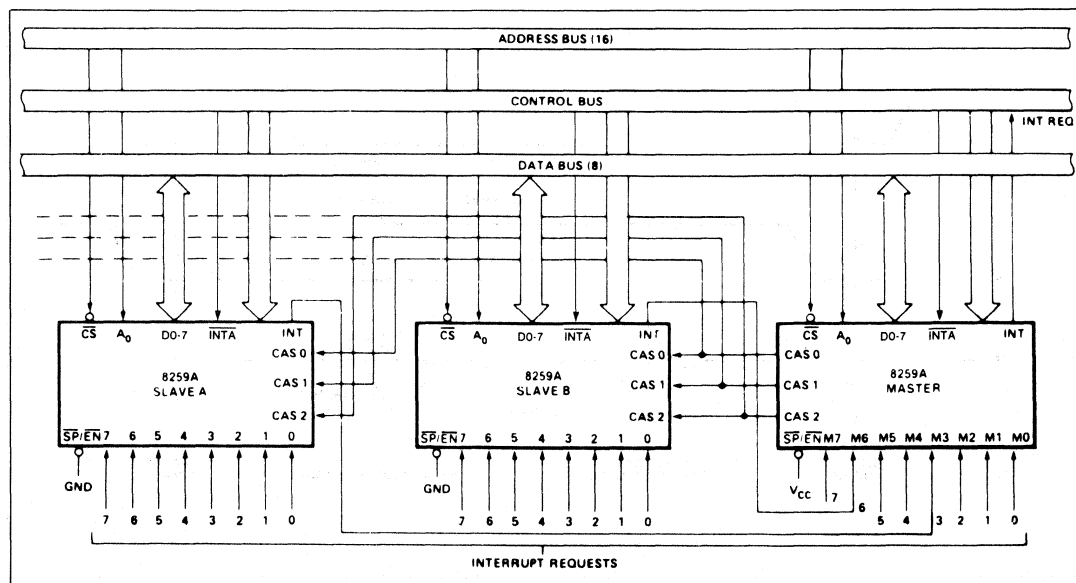 ADDRESS BUS (16)
CONTROL BUS
INT REQ
DATA BUS (8)
CS A0 D0-7 INTA INT
CAS 0
8259A
SLAVE A
CAS 1
CAS 2
SP/EN 7 6 5 4 3 2 1 0
GND
7 6 5 4 3 2 1 0
CS A0 D0-7 INTA INT
CAS 0
8259A
SLAVE B
CAS 1
CAS 2
SP/EN 7 6 5 4 3 2 1 0
GND
7 6 5 4 3 2 1 0
CS A0 D0-7 INTA INT
CAS 0
8259A
MASTER
CAS 1
CAS 2
SP/EN M7 M6 M5 M4 M3 M2 M1 M0
VCC
7 6 5 4 3 2 1 0
INTERRUPT REQUESTS